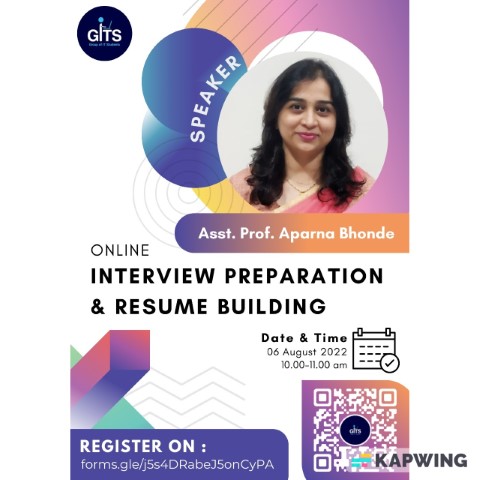 GITS
Group of IT Students
SPEAKER
Asst. Prof. Aparna Bhonde
ONLINE
INTERVIEW PREPARATION
& RESUME BUILDING
Date & Time
06 August 2022
10.00-11.00 am
GITS
REGISTER ON :
forms.gle/j5s4DRabeJ5onCyPA
KAPWING